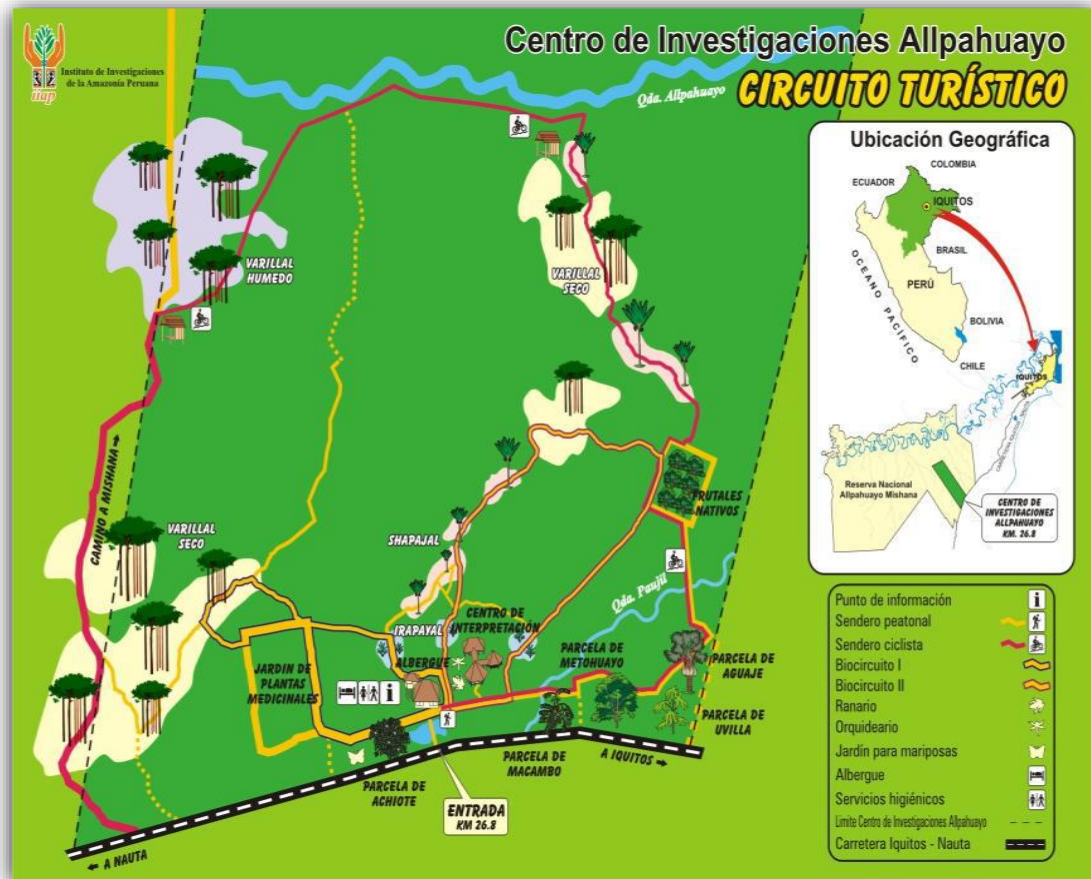 Centro de Investigaciones Allpahuayo
CIRCUITO TURÍSTICO
Instituto de Investigaciones
de la Amazonía Peruana
iiap
Qda. Allpahuayo
VARILLAL
HUMEDO
VARILLAL
SECO
CAMINO A MISHANA →
VARILLAL
SECO
SHAPAJAL
FRUTALES
NATIVOS
Qda. Paujil
IRAPAYAL
CENTRO DE
INTERPRETACIÓN
ALBERGUE
JARDIN DE
PLANTAS
MEDICINALES
i
PARCELA DE
METOHUAYO
PARCELA DE
AGUAJE
PARCELA DE
UVILLA
PARCELA DE
MACAMBO
A IQUITOS →
PARCELA DE
ACHIOTE
ENTRADA
KM 26.8
← A NAUTA
Ubicación Geográfica
COLOMBIA
ECUADOR
IQUITOS
BRASIL
PERÚ
OCEANO PACÍFICO
BOLIVIA
CHILE
IQUITOS
CARRETERA IQUITOS - NAUTA
Reserva Nacional
Allpahuayo Mishana
CENTRO DE
INVESTIGACIONES
ALLPAHUAYO
KM. 26.8
Punto de información
i
Sendero peatonal
Sendero ciclista
Biocircuito I
Biocircuito II
Ranario
Orquideario
Jardín para mariposas
Albergue
Servicios higiénicos
Limite Centro de Investigaciones Allpahuayo
Carretera Iquitos - Nauta